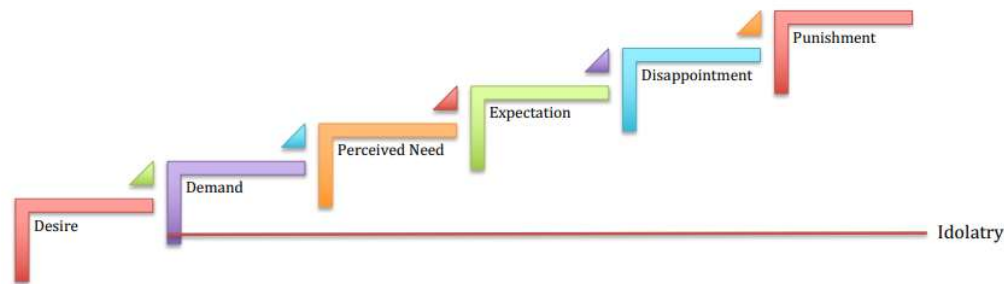 Punishment
Disappointment
Expectation
Perceived Need
Demand
Desire
Idolatry